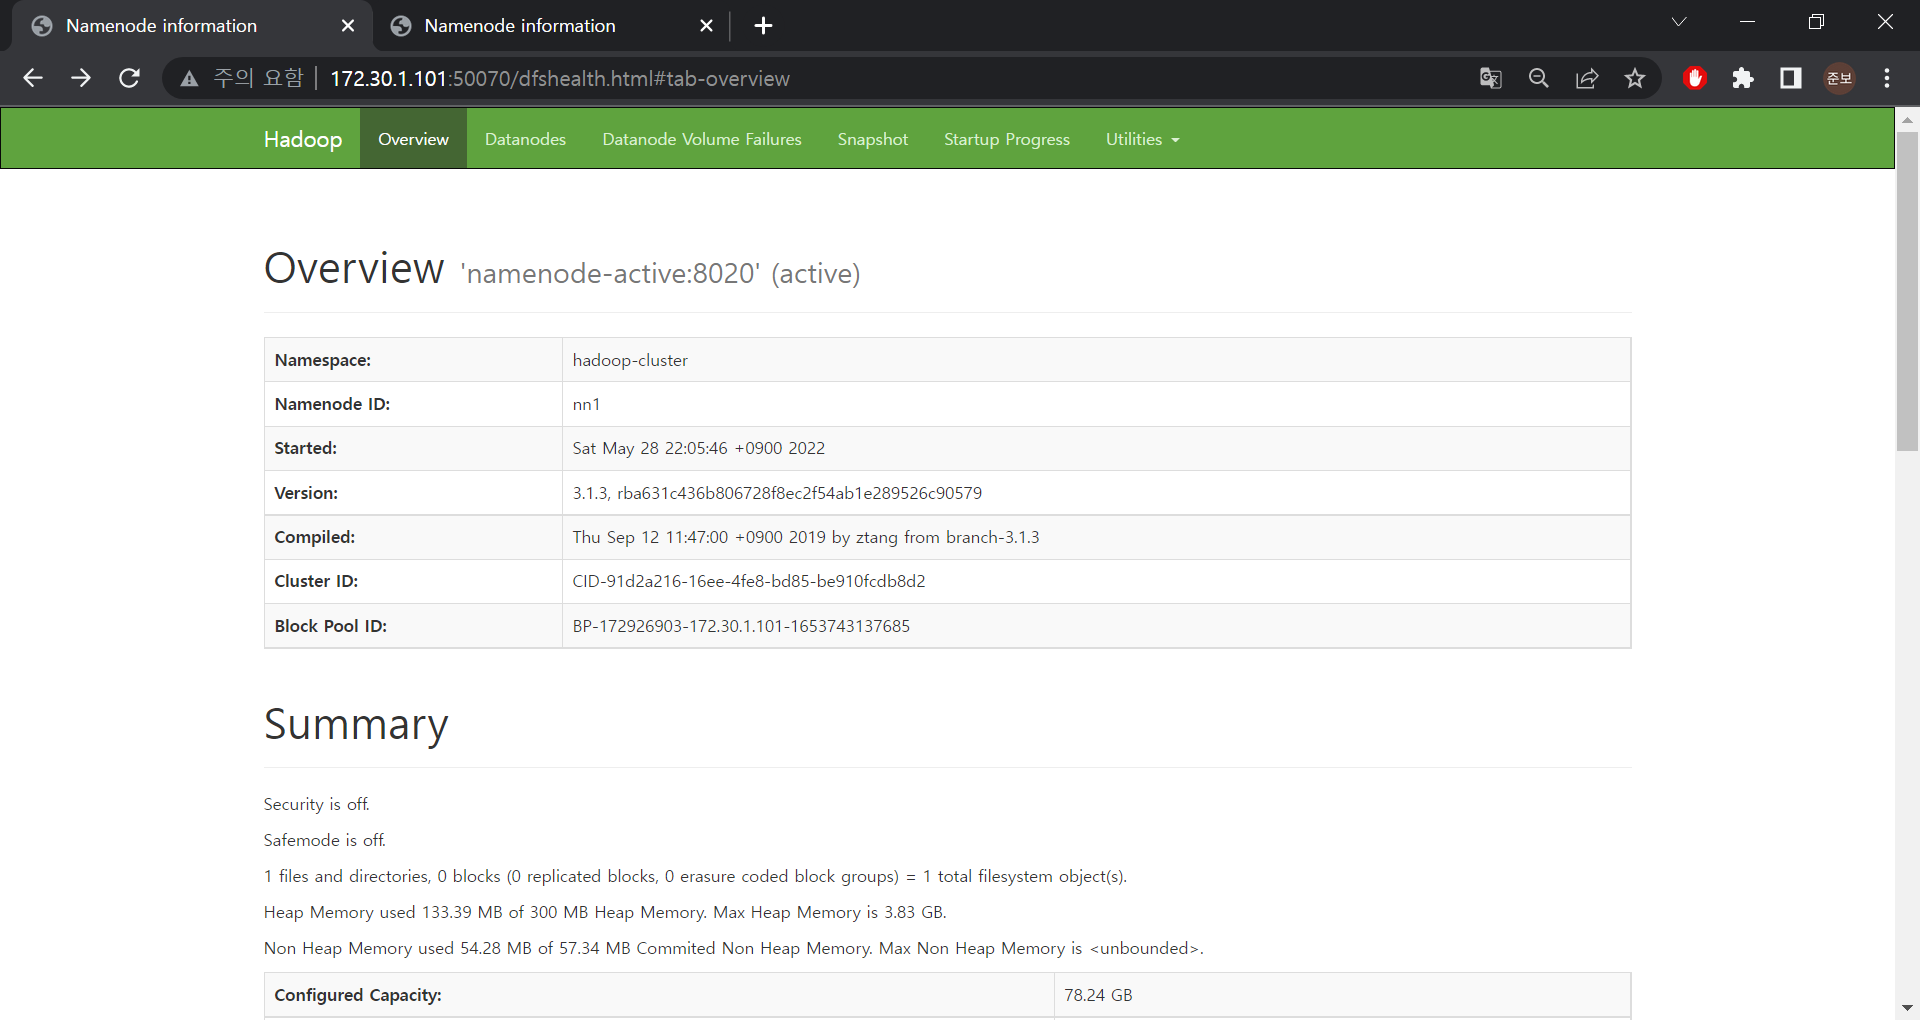 Namenode information
Namenode information
주의 요함 172.30.1.101:50070/dfshealth.html#tab-overview 준보
Hadoop Overview Datanodes Datanode Volume Failures Snapshot Startup Progress Utilities
Overview 'namenode-active:8020' (active)
Namespace: hadoop-cluster
Namenode ID: nn1
Started: Sat May 28 22:05:46 +0900 2022
Version: 3.1.3, rba631c436b806728f8ec2f54ab1e289526c90579
Compiled: Thu Sep 12 11:47:00 +0900 2019 by ztang from branch-3.1.3
Cluster ID: CID-91d2a216-16ee-4fe8-bd85-be910fcdb8d2
Block Pool ID: BP-172926903-172.30.1.101-1653743137685
Summary
Security is off.
Safemode is off.
1 files and directories, 0 blocks (0 replicated blocks, 0 erasure coded block groups) = 1 total filesystem object(s).
Heap Memory used 133.39 MB of 300 MB Heap Memory. Max Heap Memory is 3.83 GB.
Non Heap Memory used 54.28 MB of 57.34 MB Commited Non Heap Memory. Max Non Heap Memory is <unbounded>.
Configured Capacity: 78.24 GB